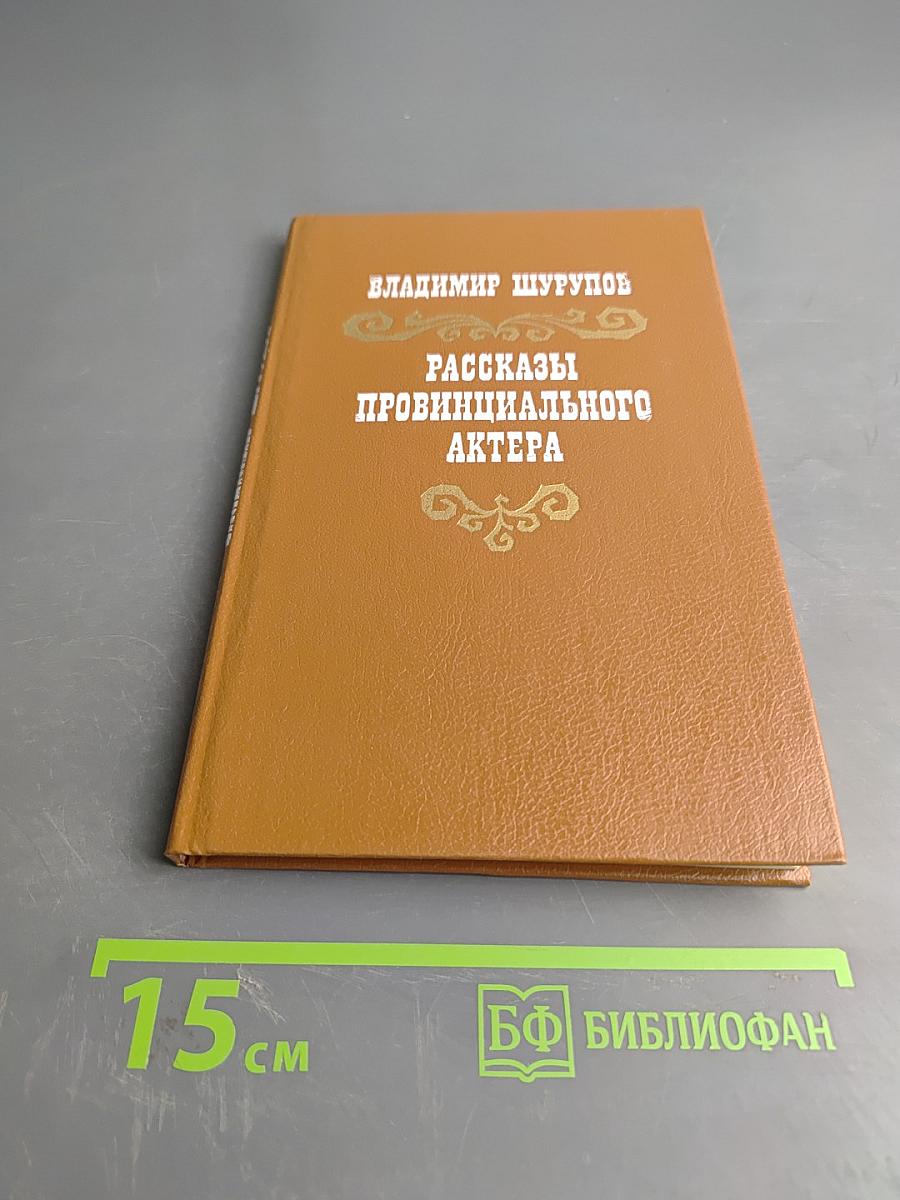 ВЛАДИМИР ШУРУПОВ
РАССКАЗЫ
ПРОВИНЦИАЛЬНОГО
АКТЕРА
15 см
БФ БИБЛИОФАН